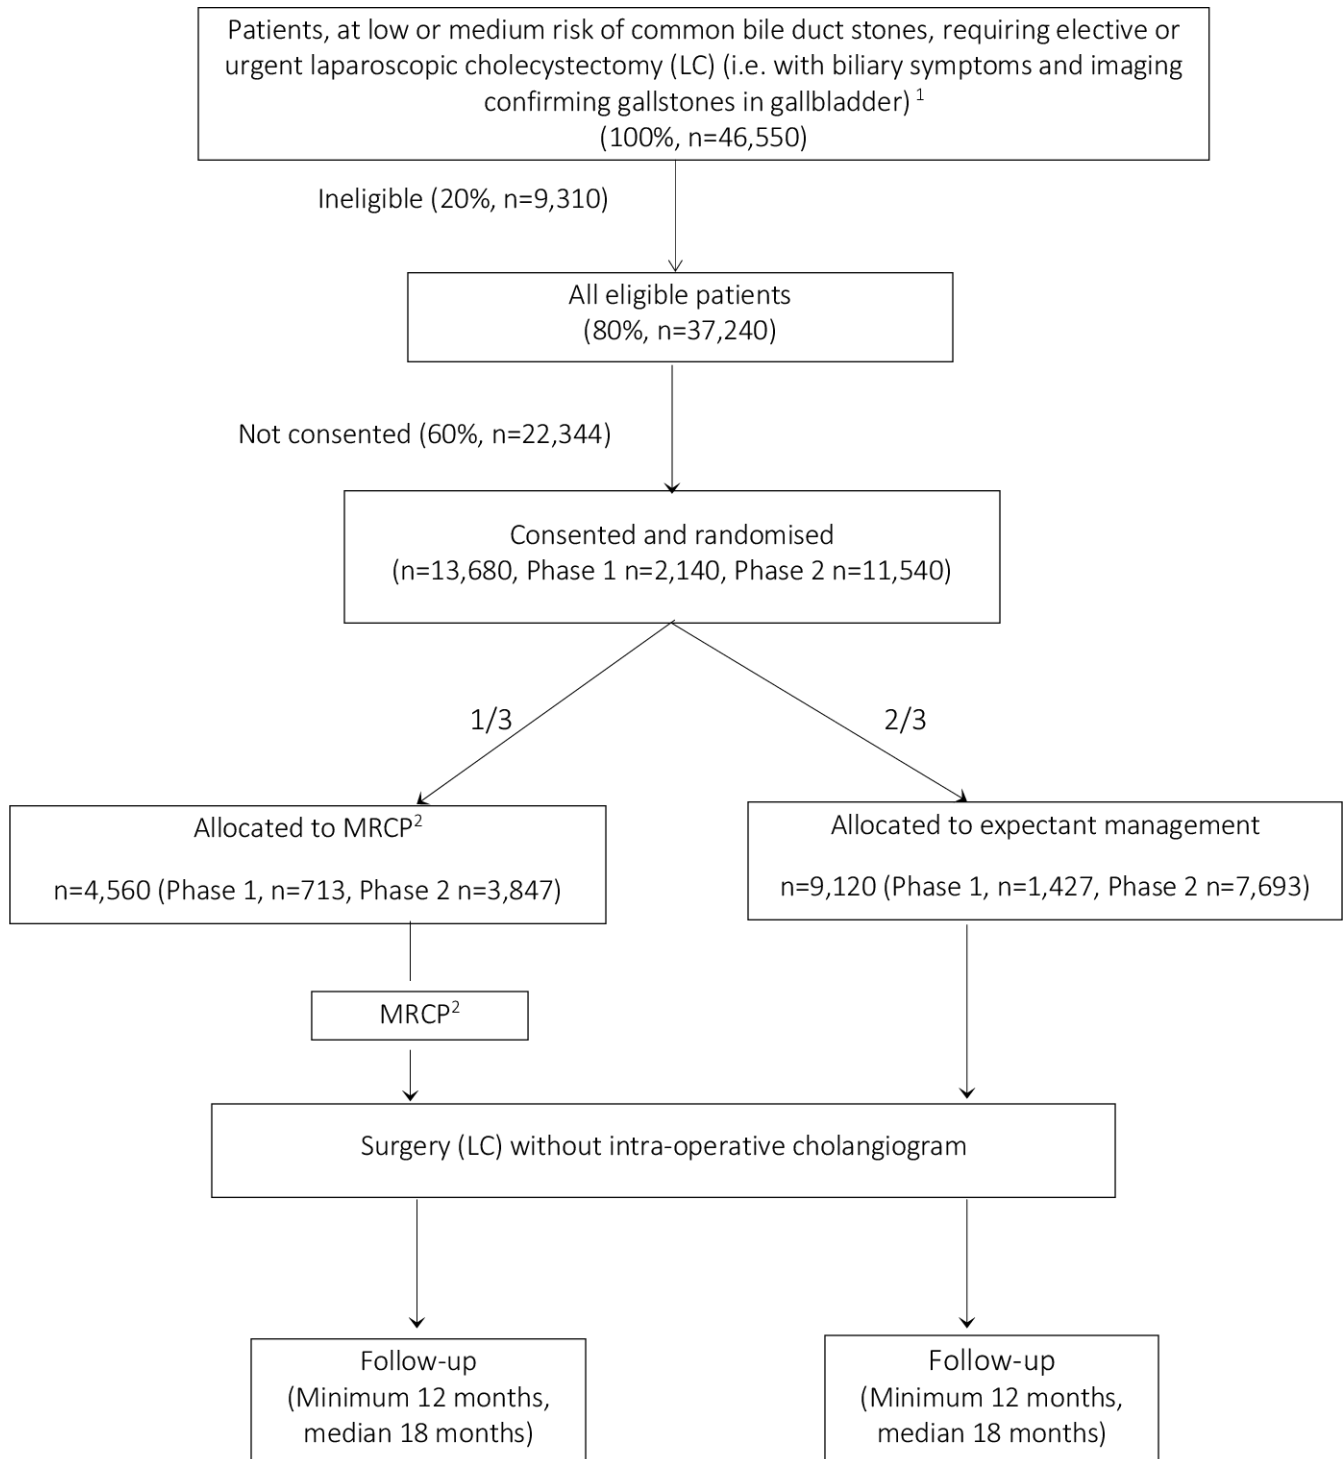 Patients, at low or medium risk of common bile duct stones, requiring elective or
urgent laparoscopic cholecystectomy (LC) (i.e. with biliary symptoms and imaging
confirming gallstones in gallbladder) 1
(100%, n=46,550)
Ineligible (20%, n=9,310)
All eligible patients
(80%, n=37,240)
Not consented (60%, n=22,344)
Consented and randomised
(n=13,680, Phase 1 n=2,140, Phase 2 n=11,540)
1/3
2/3
Allocated to MRCP2
n=4,560 (Phase 1, n=713, Phase 2 n=3,847)
Allocated to expectant management
n=9,120 (Phase 1, n=1,427, Phase 2 n=7,693)
MRCP2
Surgery (LC) without intra-operative cholangiogram
Follow-up
(Minimum 12 months,
median 18 months)
Follow-up
(Minimum 12 months,
median 18 months)